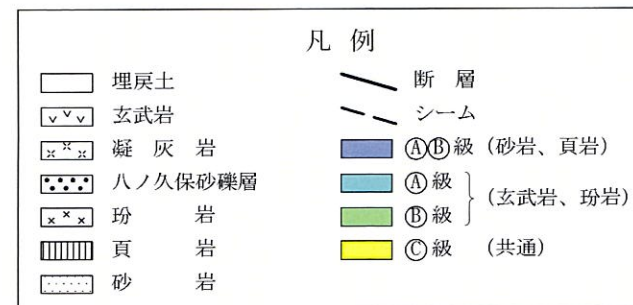 凡例
埋戻土
玄武岩
凝灰岩
八ノ久保砂礫層
玢岩
頁岩
砂岩
断層
シーム
ⒶⒷ級 (砂岩、頁岩)
Ⓐ級
Ⓑ級
(玄武岩、玢岩)
Ⓒ級 (共通)